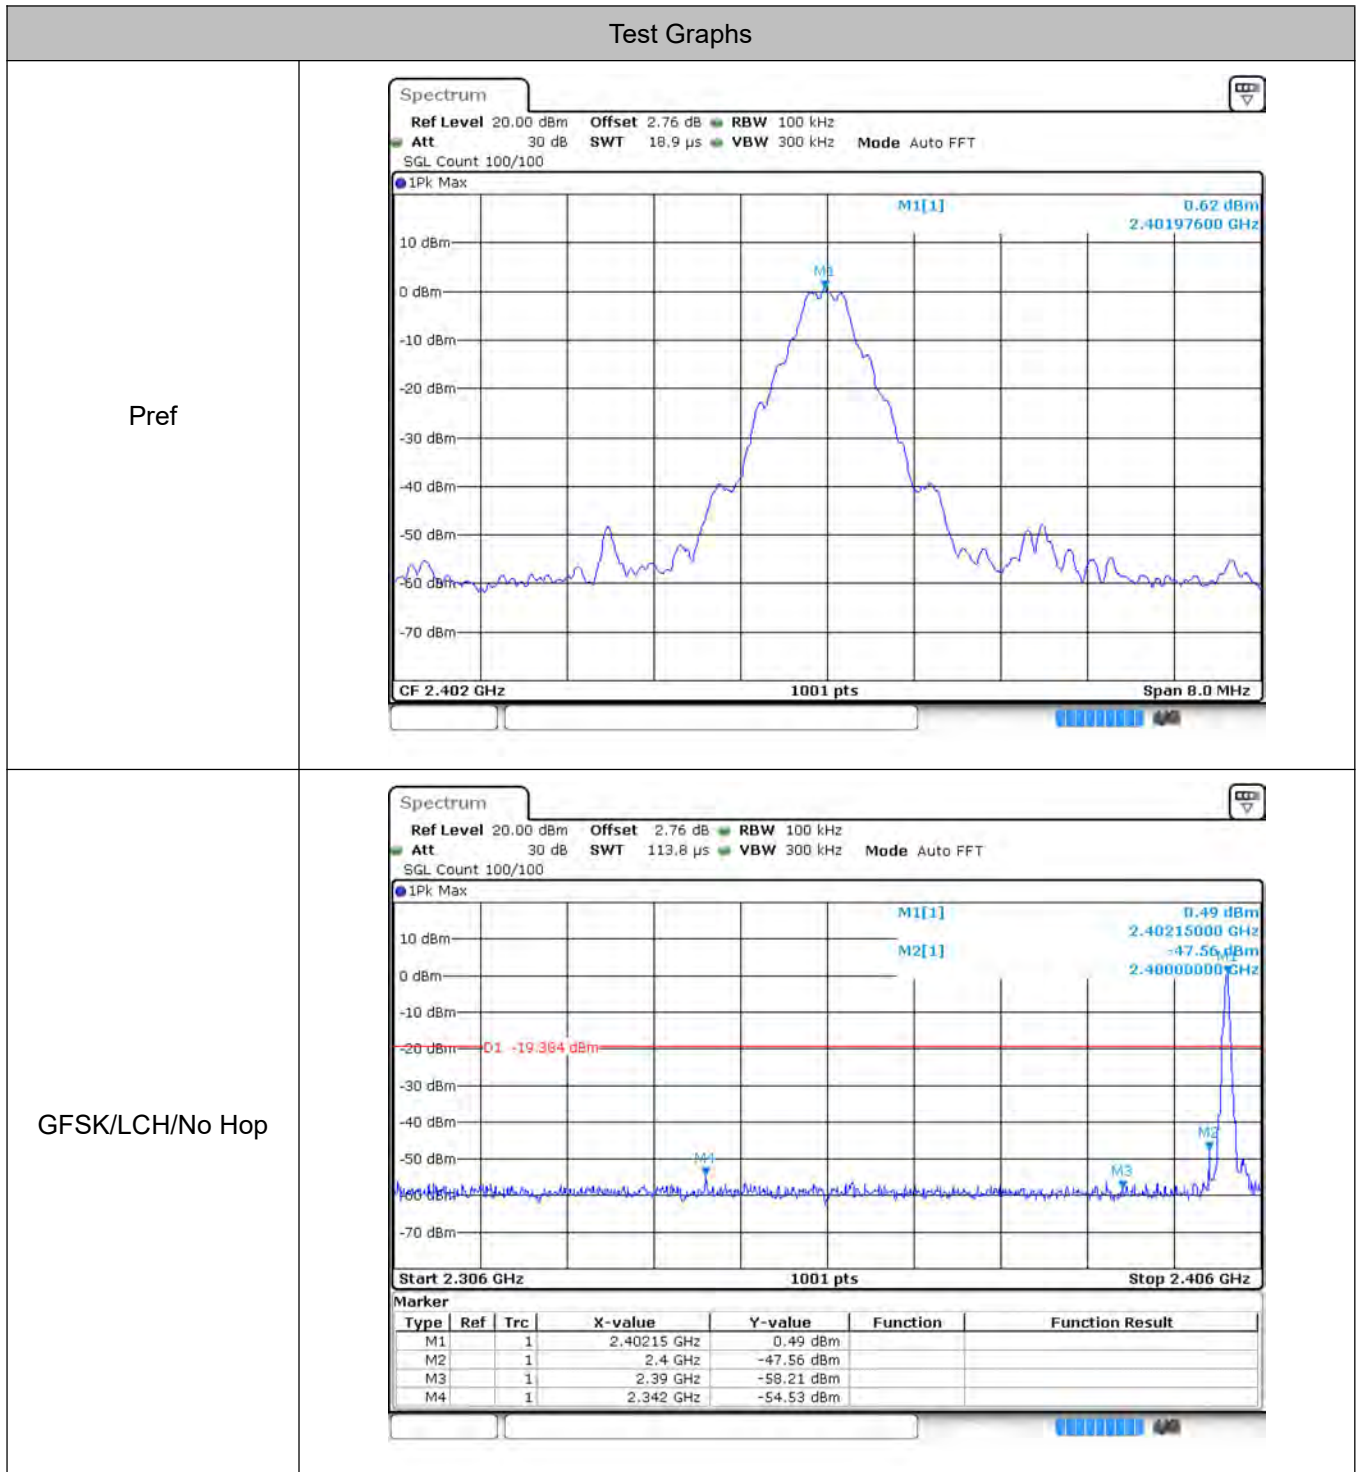 Test Graphs
Pref
Spectrum
Ref Level 20.00 dBm Offset 2.76 dB RBW 100 kHz
Att 30 dB SWT 18.9 µs VBW 300 kHz Mode Auto FFT
SGL Count 100/100
1Pk Max
M1[1] 0.62 dBm
2.40197600 GHz
10 dBm
M1
0 dBm
-10 dBm
-20 dBm
-30 dBm
-40 dBm
-50 dBm
-60 dBm
-70 dBm
CF 2.402 GHz 1001 pts Span 8.0 MHz
GFSK/LCH/No Hop
Spectrum
Ref Level 20.00 dBm Offset 2.76 dB RBW 100 kHz
Att 30 dB SWT 113.8 µs VBW 300 kHz Mode Auto FFT
SGL Count 100/100
1Pk Max
M1[1] 0.49 dBm
2.40215000 GHz
10 dBm
M2[1] -47.56 dBm
M1
2.40000000 GHz
0 dBm
-10 dBm
-20 dBm D1 -19.384 dBm
-30 dBm
-40 dBm
M2
-50 dBm M4
M3
-60 dBm
-70 dBm
Start 2.306 GHz 1001 pts Stop 2.406 GHz
Marker
Type Ref Trc X-value Y-value Function Function Result
M1 1 2.40215 GHz 0.49 dBm
M2 1 2.4 GHz -47.56 dBm
M3 1 2.39 GHz -58.21 dBm
M4 1 2.342 GHz -54.53 dBm